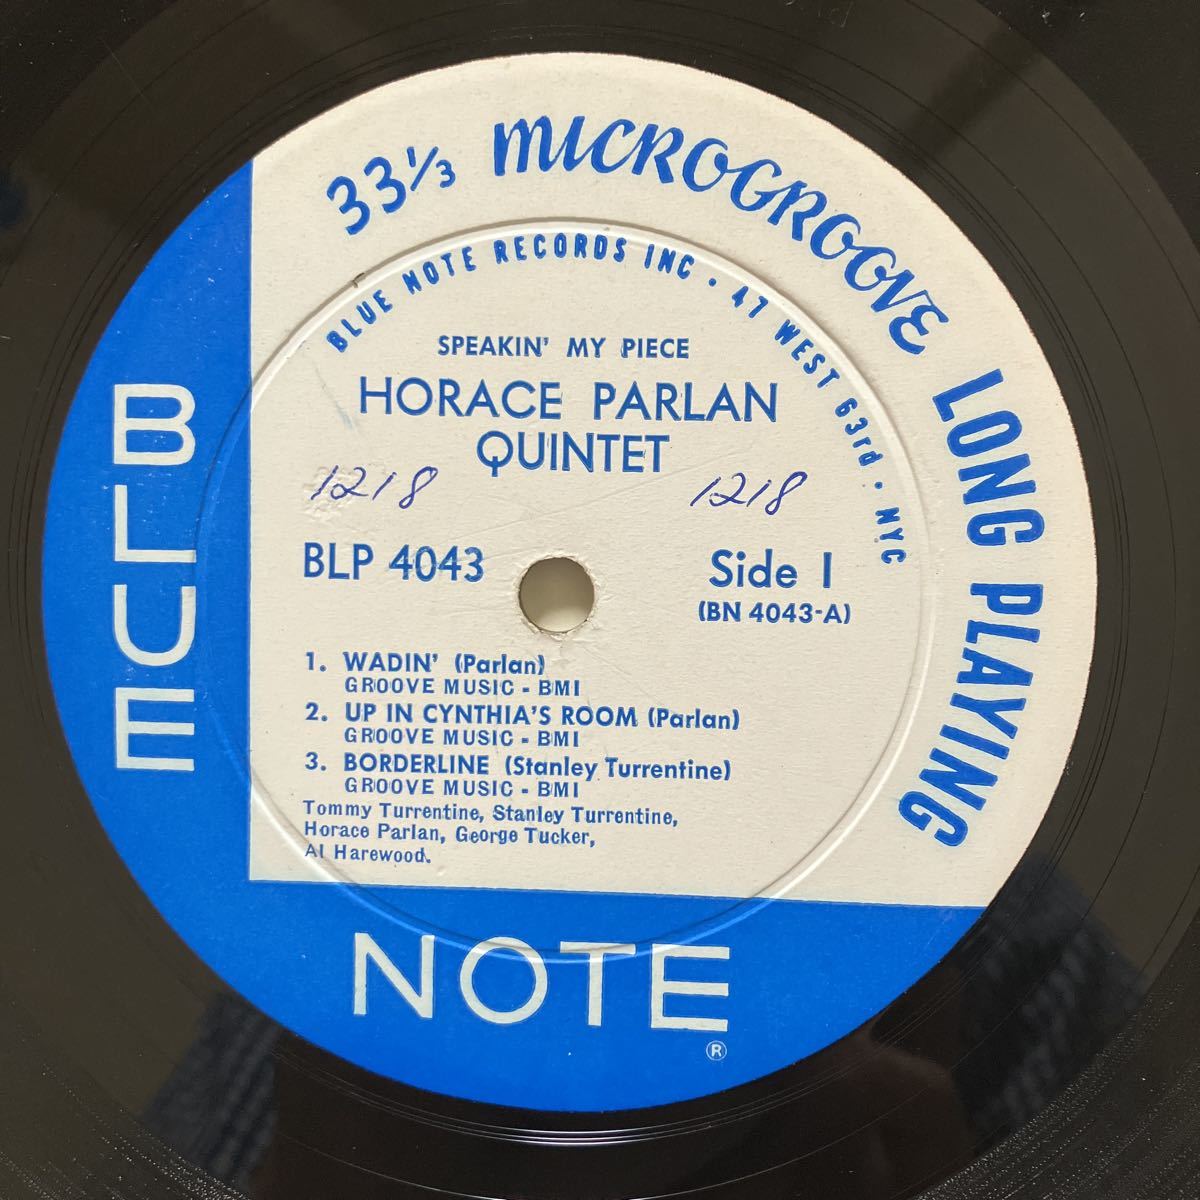 33⅓ MICROGROOVE LONG PLAYING
BLUE NOTE RECORDS INC • 47 WEST 63rd • NYC
SPEAKIN' MY PIECE
HORACE PARLAN
QUINTET
1218 1218
BLP 4043 Side 1
(BN 4043-A)
1. WADIN' (Parlan)
GROOVE MUSIC - BMI
2. UP IN CYNTHIA'S ROOM (Parlan)
GROOVE MUSIC - BMI
3. BORDERLINE (Stanley Turrentine)
GROOVE MUSIC - BMI
Tommy Turrentine, Stanley Turrentine,
Horace Parlan, George Tucker,
Al Harewood.
BLUE
NOTE
®